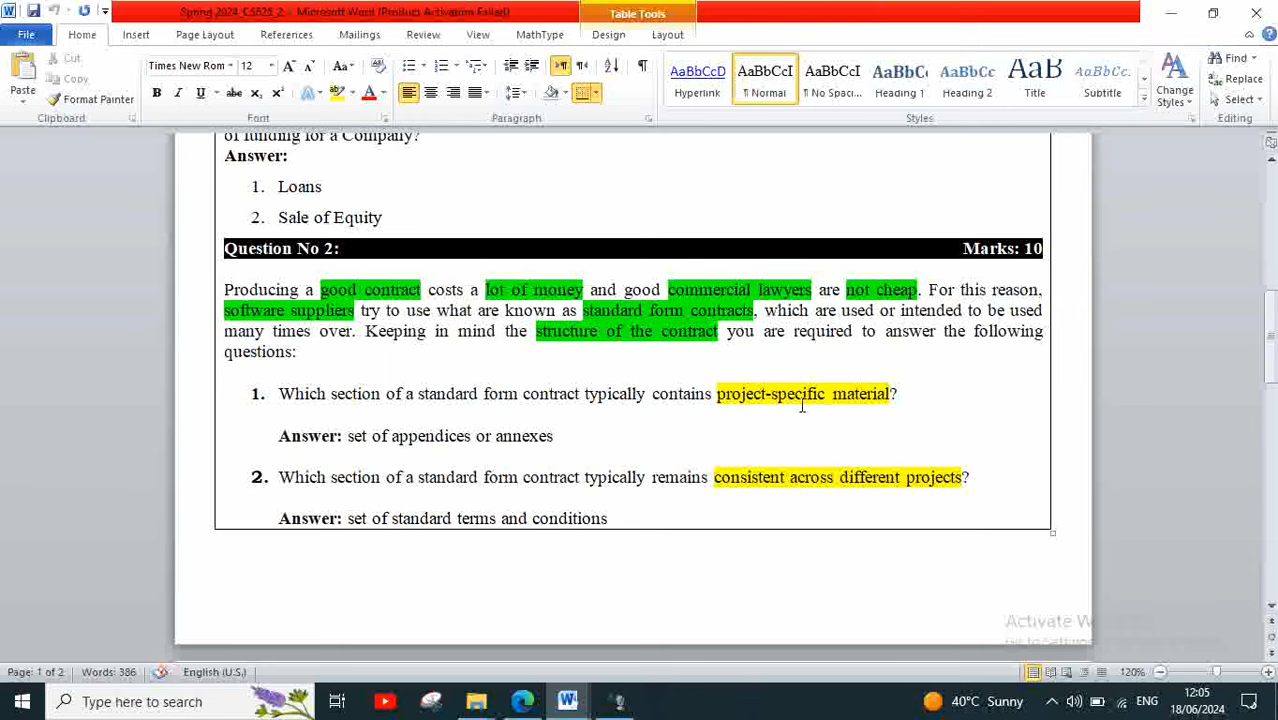 Spring 2024_CS625_2 - Microsoft Word (Product Activation Failed)
Table Tools
File Home Insert Page Layout References Mailings Review View MathType Design Layout
Cut
Copy
Format Painter
Paste
Clipboard
Times New Rom 12
Font
Paragraph
AaBbCcD AaBbCcI AaBbCcI AaBbC( AaBbCc AaB AaBbCc.
Hyperlink ¶ Normal ¶ No Spaci... Heading 1 Heading 2 Title Subtitle
Styles
Change
Styles
Find
Replace
Select
Editing
of funding for a Company?
Answer:
1. Loans
2. Sale of Equity
Question No 2: Marks: 10
Producing a good contract costs a lot of money and good commercial lawyers are not cheap. For this reason,
software suppliers try to use what are known as standard form contracts, which are used or intended to be used
many times over. Keeping in mind the structure of the contract you are required to answer the following
questions:
1. Which section of a standard form contract typically contains project-specific material?
Answer: set of appendices or annexes
2. Which section of a standard form contract typically remains consistent across different projects?
Answer: set of standard terms and conditions
Activate W
Page: 1 of 2 Words: 386 English (U.S.) 120%
Type here to search
40°C Sunny ENG
12:05
18/06/2024